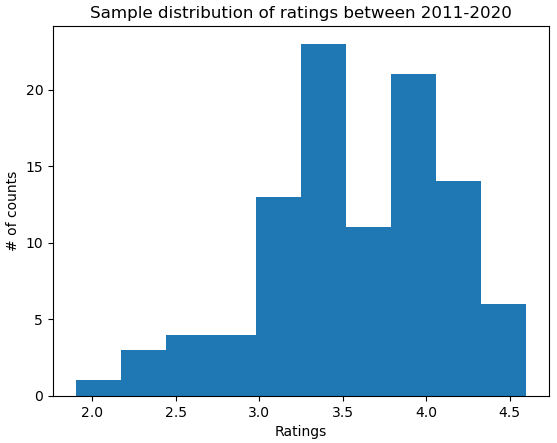 Sample distribution of ratings between 2011-2020
20
15
10
5
0
# of counts
2.0 2.5 3.0 3.5 4.0 4.5
Ratings